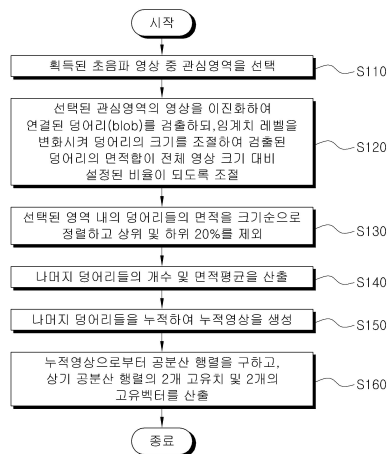 시작
획득된 초음파 영상 중 관심영역을 선택
S110
선택된 관심영역의 영상을 이진화하여
연결된 덩어리(blob)를 검출하되,임계치 레벨을
변화시켜 덩어리의 크기를 조절하여 검출된
덩어리의 면적합이 전체 영상 크기 대비
설정된 비율이 되도록 조절
S120
선택된 영역 내의 덩어리들의 면적을 크기순으로
정렬하고 상위 및 하위 20%를 제외
S130
나머지 덩어리들의 개수 및 면적평균을 산출
S140
나머지 덩어리들을 누적하여 누적영상을 생성
S150
누적영상으로부터 공분산 행렬을 구하고,
상기 공분산 행렬의 2개 고유치 및 2개의
고유벡터를 산출
S160
종료